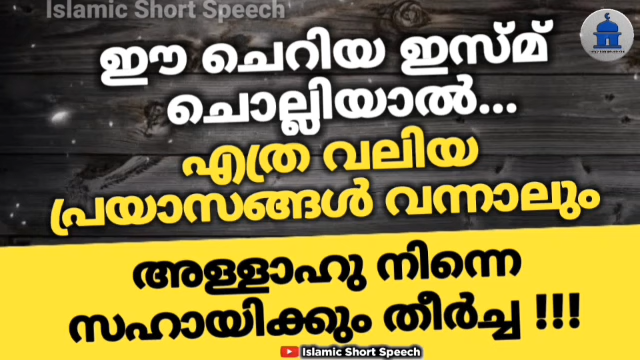 Islamic Short Speech
ഈ ചെറിയ ഇസ്മ്
ചൊല്ലിയാൽ...
എത്ര വലിയ
പ്രയാസങ്ങൾ വന്നാലും
അള്ളാഹു നിന്നെ
സഹായിക്കും തീർച്ച !!!
Islamic Short Speech